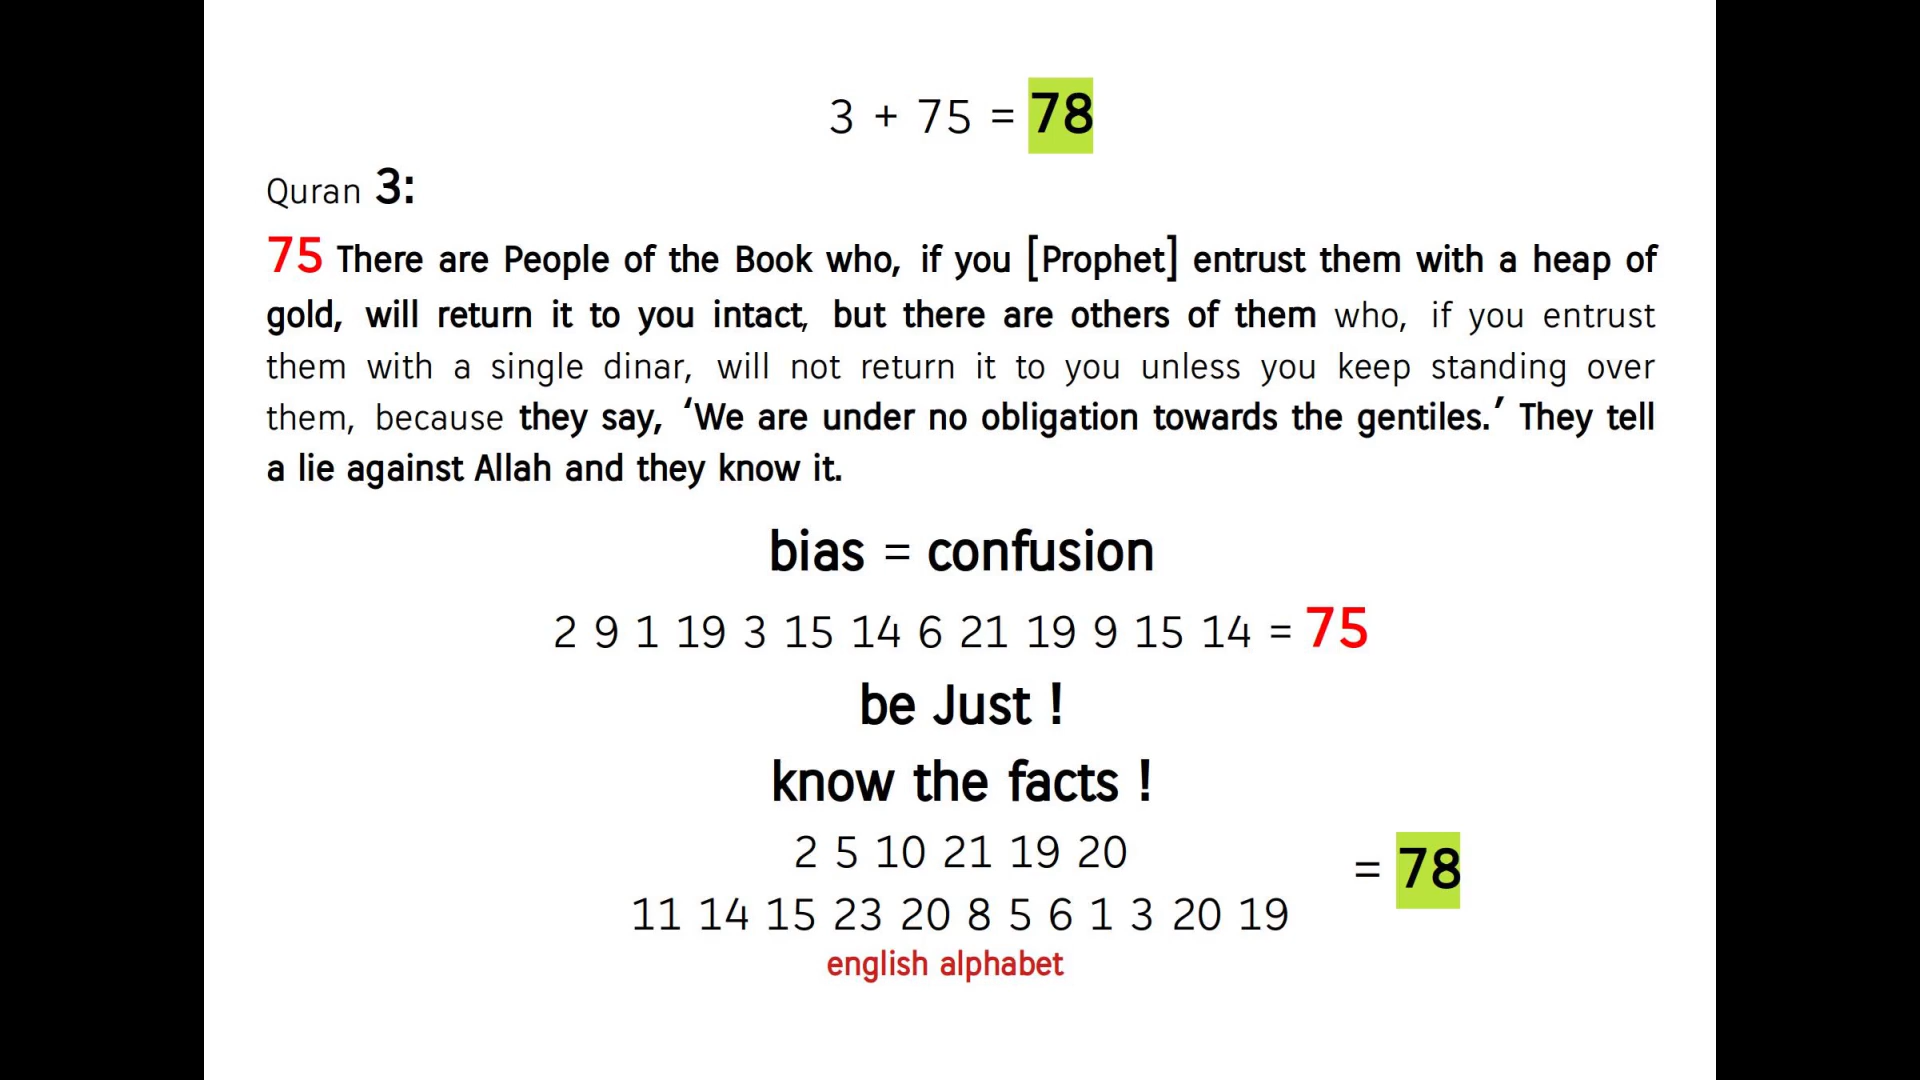 3 + 75 = 78
Quran 3:
75 There are People of the Book who, if you [Prophet] entrust them with a heap of
gold, will return it to you intact, but there are others of them who, if you entrust
them with a single dinar, will not return it to you unless you keep standing over
them, because they say, ‘We are under no obligation towards the gentiles.’ They tell
a lie against Allah and they know it.
bias = confusion
2 9 1 19 3 15 14 6 21 19 9 15 14 = 75
be Just !
know the facts !
2 5 10 21 19 20
= 78
11 14 15 23 20 8 5 6 1 3 20 19
english alphabet